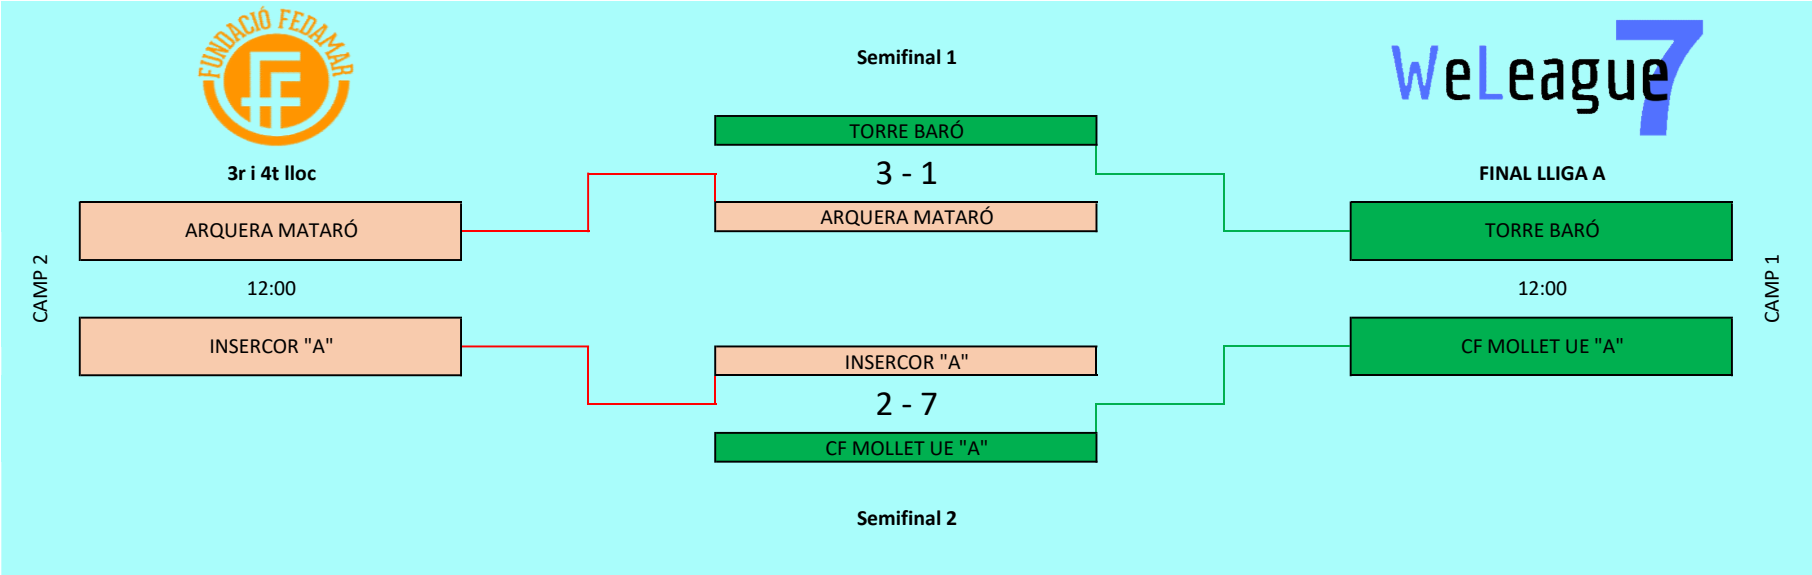 FUNDACIÓ FEDAMAR
Semifinal 1
WeLeague 7
TORRE BARÓ
3 - 1
ARQUERA MATARÓ
3r i 4t lloc
ARQUERA MATARÓ
12:00
INSERCOR "A"
CAMP 2
FINAL LLIGA A
TORRE BARÓ
12:00
CF MOLLET UE "A"
CAMP 1
INSERCOR "A"
2 - 7
CF MOLLET UE "A"
Semifinal 2